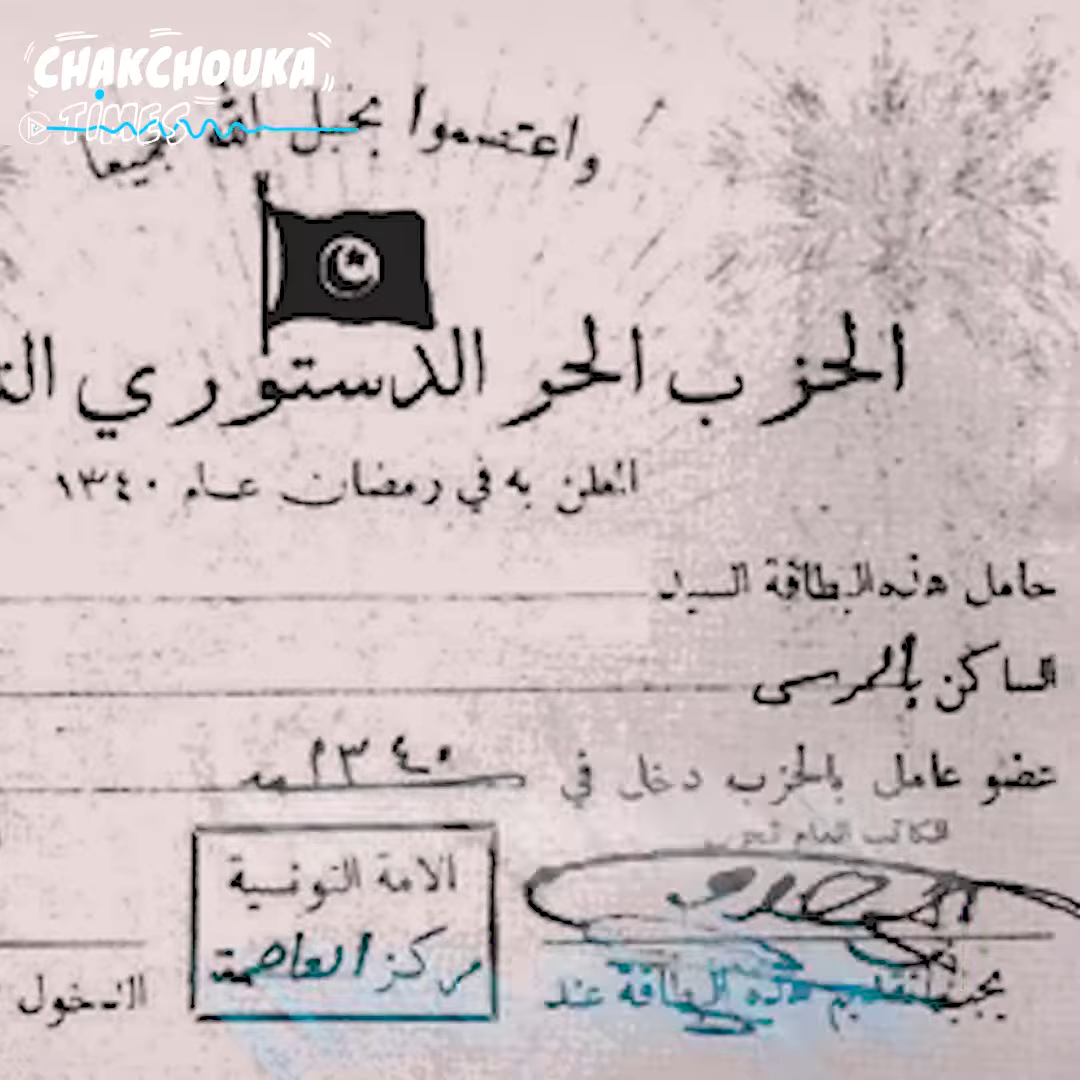 CHAKCHOUKA
TIMES
واعتصموا بحبل الله جميعا
الحزب الحر الدستوري
المعلن به في رمضان عام ١٣٤٠
حامل هذه البطاقة السيد
الساكن بالمرسى
عضو عامل بالحزب دخل في ١٣٤٥
الكاتب العام للحزب
الامة التونسية
مركز العاصمة
يجب تقديم هذه البطاقة عند
الدخول